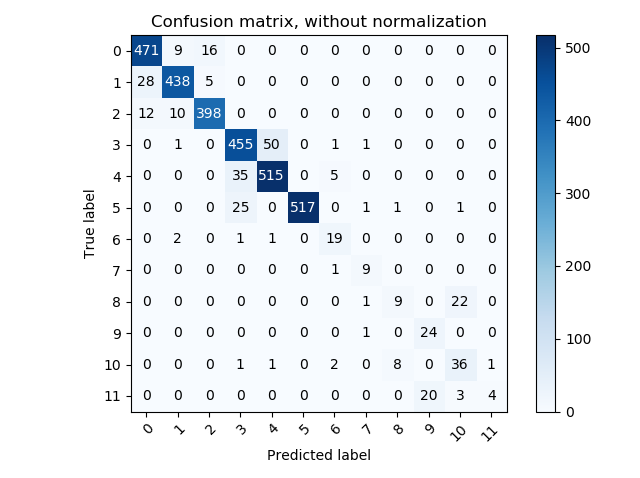 Confusion matrix, without normalization
0 471 9 16 0 0 0 0 0 0 0 0 0
1 28 438 5 0 0 0 0 0 0 0 0 0
2 12 10 398 0 0 0 0 0 0 0 0 0
3 0 1 0 455 50 0 1 1 0 0 0 0
4 0 0 0 35 515 0 5 0 0 0 0 0
5 0 0 0 25 0 517 0 1 1 0 1 0
6 0 2 0 1 1 0 19 0 0 0 0 0
7 0 0 0 0 0 0 1 9 0 0 0 0
8 0 0 0 0 0 0 0 1 9 0 22 0
9 0 0 0 0 0 0 0 1 0 24 0 0
10 0 0 0 1 1 0 2 0 8 0 36 1
11 0 0 0 0 0 0 0 0 0 20 3 4
0 1 2 3 4 5 6 7 8 9 10 11
True label
Predicted label
500
400
300
200
100
0